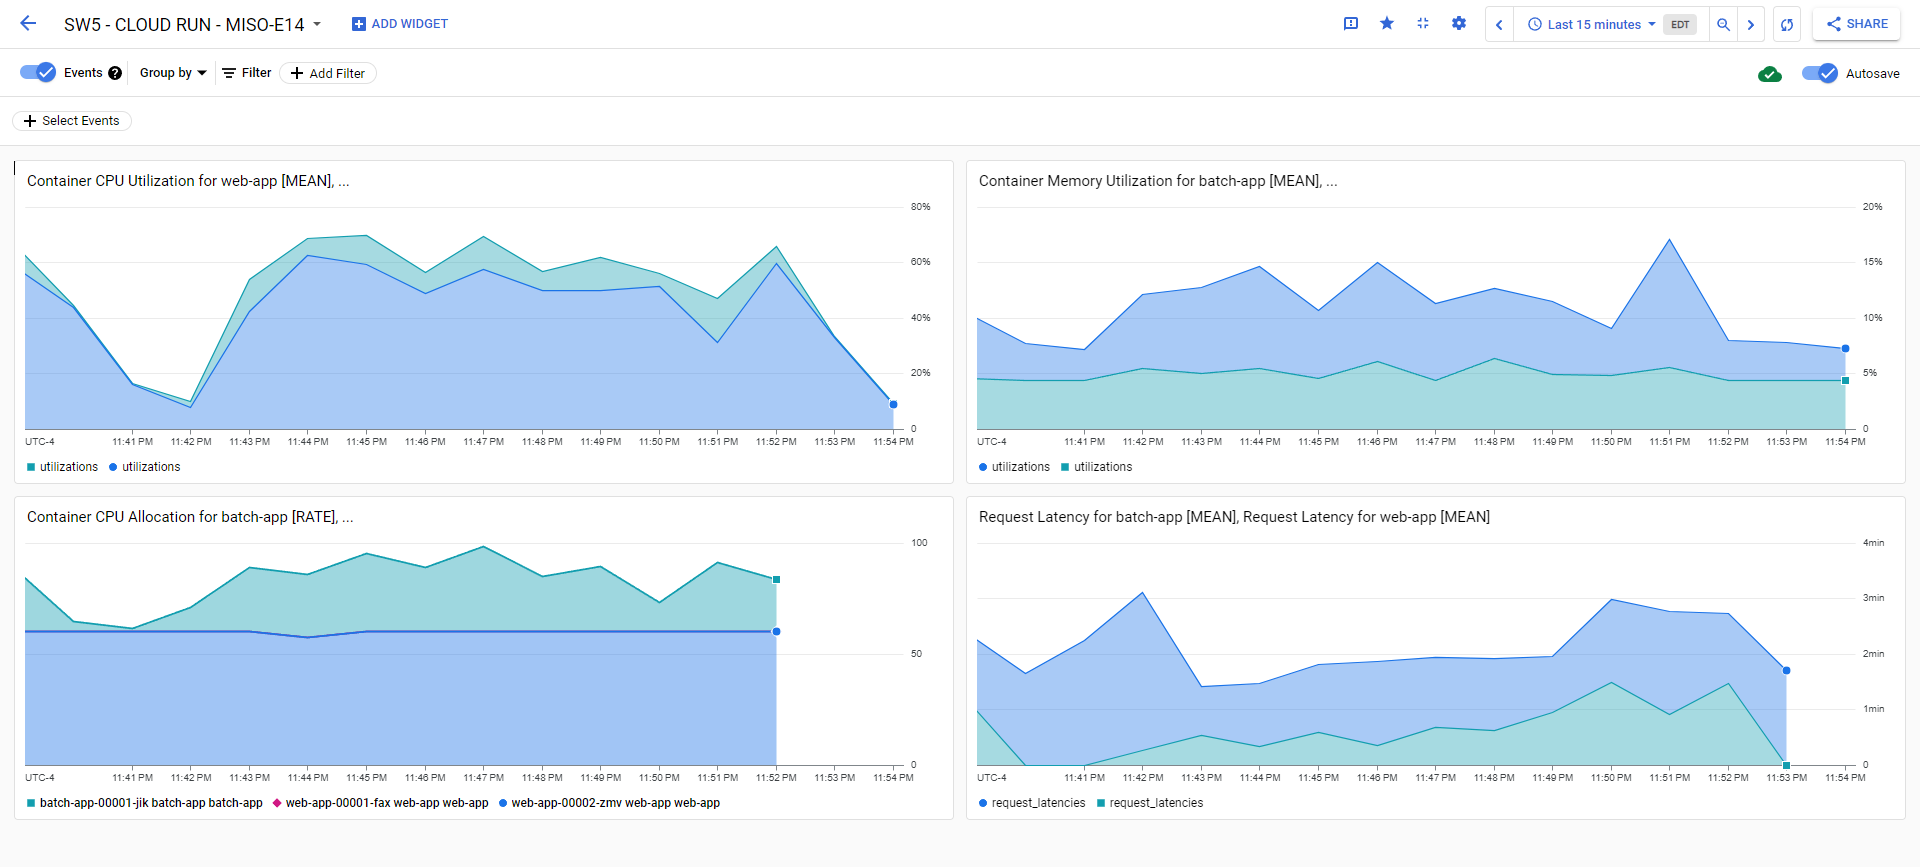 SW5 - CLOUD RUN - MISO-E14
ADD WIDGET
Last 15 minutes
EDT
SHARE
Events
Group by
Filter
Add Filter
Autosave
Select Events
Container CPU Utilization for web-app [MEAN], ...
80%
60%
40%
20%
0
UTC-4 11:41 PM 11:42 PM 11:43 PM 11:44 PM 11:45 PM 11:46 PM 11:47 PM 11:48 PM 11:49 PM 11:50 PM 11:51 PM 11:52 PM 11:53 PM 11:54 PM
utilizations utilizations
Container Memory Utilization for batch-app [MEAN], ...
20%
15%
10%
5%
0
UTC-4 11:41 PM 11:42 PM 11:43 PM 11:44 PM 11:45 PM 11:46 PM 11:47 PM 11:48 PM 11:49 PM 11:50 PM 11:51 PM 11:52 PM 11:53 PM 11:54 PM
utilizations utilizations
Container CPU Allocation for batch-app [RATE], ...
100
50
0
UTC-4 11:41 PM 11:42 PM 11:43 PM 11:44 PM 11:45 PM 11:46 PM 11:47 PM 11:48 PM 11:49 PM 11:50 PM 11:51 PM 11:52 PM 11:53 PM 11:54 PM
batch-app-00001-jik batch-app batch-app web-app-00001-fax web-app web-app web-app-00002-zmv web-app web-app
Request Latency for batch-app [MEAN], Request Latency for web-app [MEAN]
4min
3min
2min
1min
0
UTC-4 11:41 PM 11:42 PM 11:43 PM 11:44 PM 11:45 PM 11:46 PM 11:47 PM 11:48 PM 11:49 PM 11:50 PM 11:51 PM 11:52 PM 11:53 PM 11:54 PM
request_latencies request_latencies